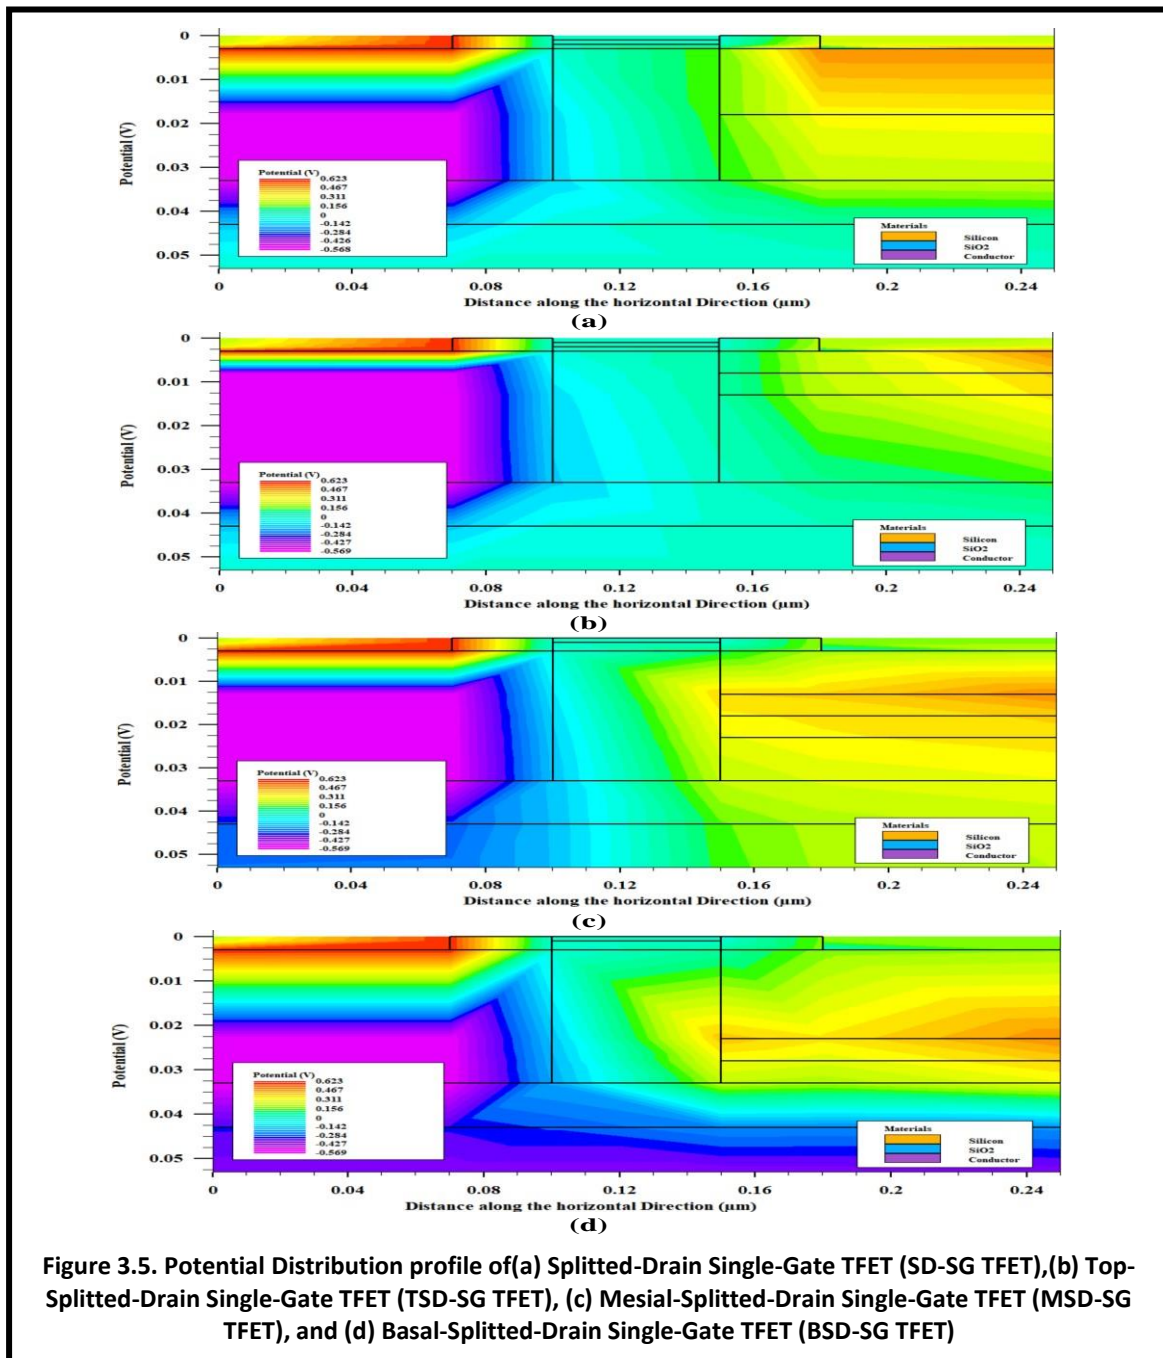 0
0.01
0.02
0.03
0.04
0.05
Potential (V)
Potential (V)
0.623
0.467
0.311
0.156
0
-0.142
-0.284
-0.426
-0.568
Materials
Silicon
SiO2
Conductor
0 0.04 0.08 0.12 0.16 0.2 0.24
Distance along the horizontal Direction (µm)
(a)
0
0.01
0.02
0.03
0.04
0.05
Potential (V)
Potential (V)
0.623
0.467
0.311
0.156
0
-0.142
-0.284
-0.427
-0.569
Materials
Silicon
SiO2
Conductor
0 0.04 0.08 0.12 0.16 0.2 0.24
Distance along the horizontal Direction (µm)
(b)
0
0.01
0.02
0.03
0.04
0.05
Potential (V)
Potential (V)
0.623
0.467
0.311
0.156
0
-0.142
-0.284
-0.427
-0.569
Materials
Silicon
SiO2
Conductor
0 0.04 0.08 0.12 0.16 0.2 0.24
Distance along the horizontal Direction (µm)
(c)
0
0.01
0.02
0.03
0.04
0.05
Potential (V)
Potential (V)
0.623
0.467
0.311
0.156
0
-0.142
-0.284
-0.427
-0.569
Materials
Silicon
SiO2
Conductor
0 0.04 0.08 0.12 0.16 0.2 0.24
Distance along the horizontal Direction (µm)
(d)
Figure 3.5. Potential Distribution profile of(a) Splitted-Drain Single-Gate TFET (SD-SG TFET),(b) Top-
Splitted-Drain Single-Gate TFET (TSD-SG TFET), (c) Mesial-Splitted-Drain Single-Gate TFET (MSD-SG
TFET), and (d) Basal-Splitted-Drain Single-Gate TFET (BSD-SG TFET)